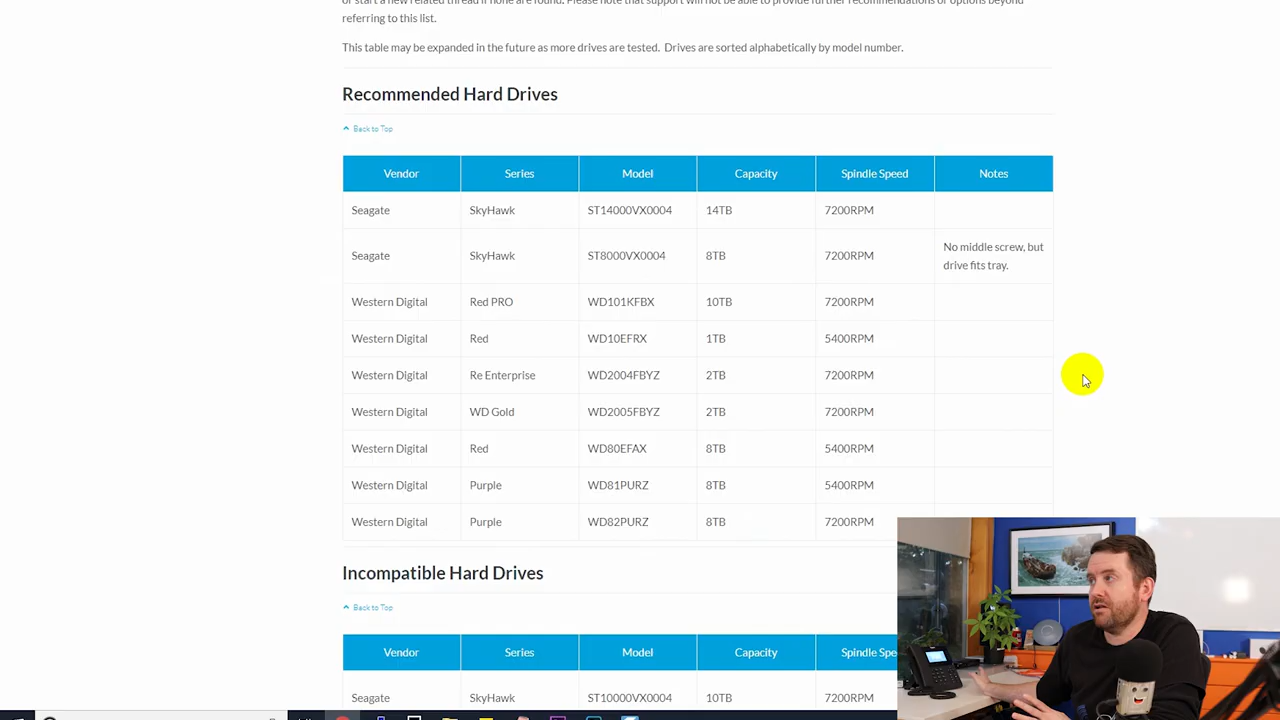 or start a new related thread if none are found. Please note that support will not be able to provide further recommendations or options beyond
referring to this list.
This table may be expanded in the future as more drives are tested. Drives are sorted alphabetically by model number.
Recommended Hard Drives
Back to Top
Vendor Series Model Capacity Spindle Speed Notes
Seagate SkyHawk ST14000VX0004 14TB 7200RPM
Seagate SkyHawk ST8000VX0004 8TB 7200RPM No middle screw, but
drive fits tray.
Western Digital Red PRO WD101KFBX 10TB 7200RPM
Western Digital Red WD10EFRX 1TB 5400RPM
Western Digital Re Enterprise WD2004FBYZ 2TB 7200RPM
Western Digital WD Gold WD2005FBYZ 2TB 7200RPM
Western Digital Red WD80EFAX 8TB 5400RPM
Western Digital Purple WD81PURZ 8TB 5400RPM
Western Digital Purple WD82PURZ 8TB 7200RPM
Incompatible Hard Drives
Back to Top
Vendor Series Model Capacity Spindle Spe
Seagate SkyHawk ST10000VX0004 10TB 7200RPM